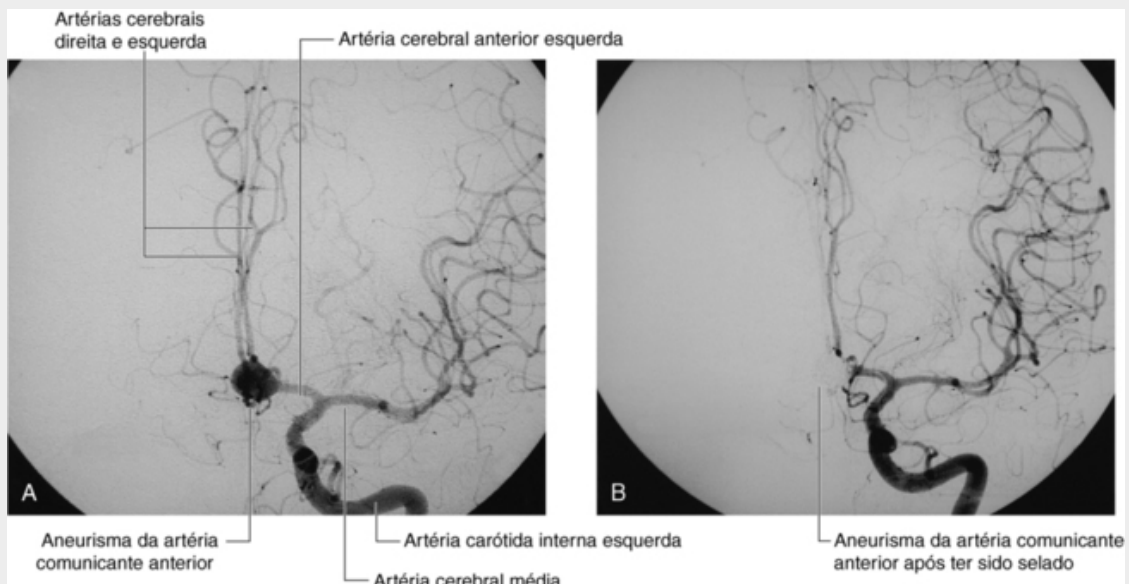 Artérias cerebrais
direita e esquerda
Artéria cerebral anterior esquerda
A
B
Aneurisma da artéria
comunicante anterior
Artéria carótida interna esquerda
Artéria cerebral média
Aneurisma da artéria comunicante
anterior após ter sido selado